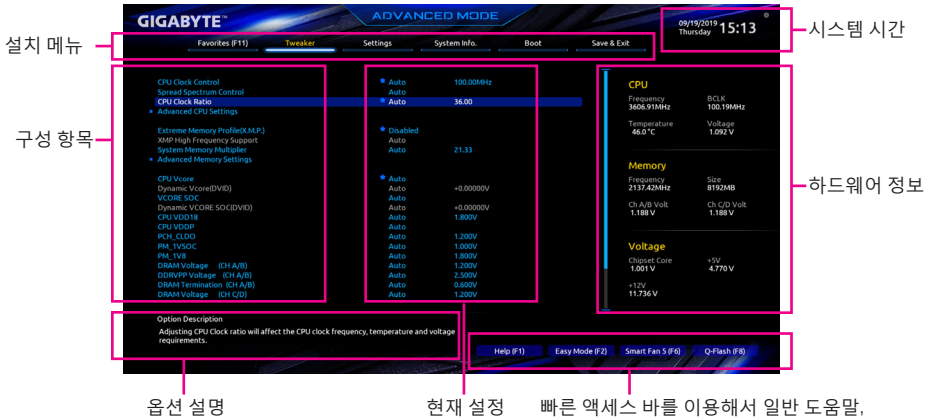 GIGABYTE™
ADVANCED MODE
09/19/2019
Thursday
15:13
시스템 시간
설치 메뉴
Favorites (F11)
Tweaker
Settings
System Info.
Boot
Save & Exit
CPU Clock Control
* Auto
100.00MHz
Spread Spectrum Control
Auto
CPU Clock Ratio
* Auto
36.00
Advanced CPU Settings
구성 항목
Extreme Memory Profile(X.M.P.)
* Disabled
XMP High Frequency Support
Auto
System Memory Multiplier
Auto
21.33
Advanced Memory Settings
CPU Vcore
* Auto
Dynamic Vcore(DVID)
Auto
+0.00000V
VCORE SOC
Auto
Dynamic VCORE SOC(DVID)
Auto
+0.00000V
CPU VDD18
Auto
1.800V
CPU VDDP
Auto
PCH_CLDO
Auto
1.200V
PM_1VSOC
Auto
1.000V
PM_1V8
Auto
1.800V
DRAM Voltage (CH A/B)
Auto
1.200V
DDRVPP Voltage (CH A/B)
Auto
2.500V
DRAM Termination (CH A/B)
Auto
0.600V
DRAM Voltage (CH C/D)
Auto
1.200V
CPU
Frequency
BCLK
3606.91MHz
100.19MHz
Temperature
Voltage
46.0 °C
1.092 V
Memory
Frequency
Size
2137.42MHz
8192MB
Ch A/B Volt
Ch C/D Volt
1.188 V
1.188 V
Voltage
Chipset Core
+5V
1.001 V
4.770 V
+12V
11.736 V
하드웨어 정보
Option Description
Adjusting CPU Clock ratio will affect the CPU clock frequency, temperature and voltage
requirements.
Help (F1)
Easy Mode (F2)
Smart Fan 5 (F6)
Q-Flash (F8)
옵션 설명
현재 설정
빠른 액세스 바를 이용해서 일반 도움말,